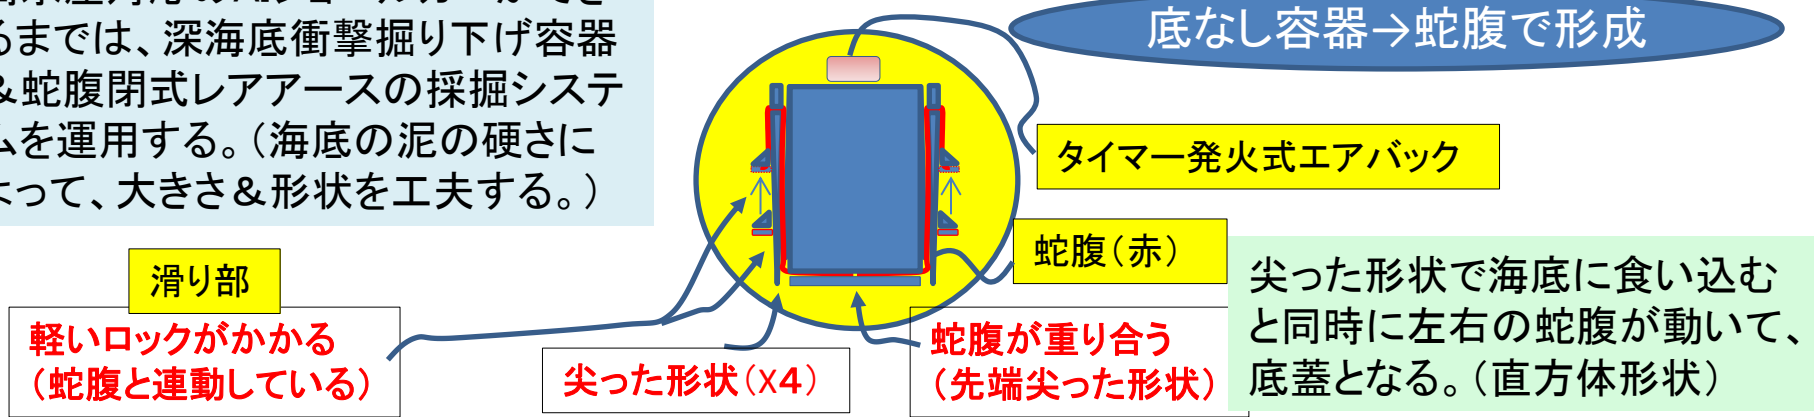 るまでは、深海底衝撃掘り下げ容器
&蛇腹閉式レアアースの採掘システ
ムを運用する。(海底の泥の硬さに
よって、大きさ&形状を工夫する。)
底なし容器→蛇腹で形成
タイマー発火式エアバック
蛇腹(赤)
滑り部
軽いロックがかかる
(蛇腹と連動している)
尖った形状(X4)
蛇腹が重り合う
(先端尖った形状)
尖った形状で海底に食い込む
と同時に左右の蛇腹が動いて、
底蓋となる。(直方体形状)